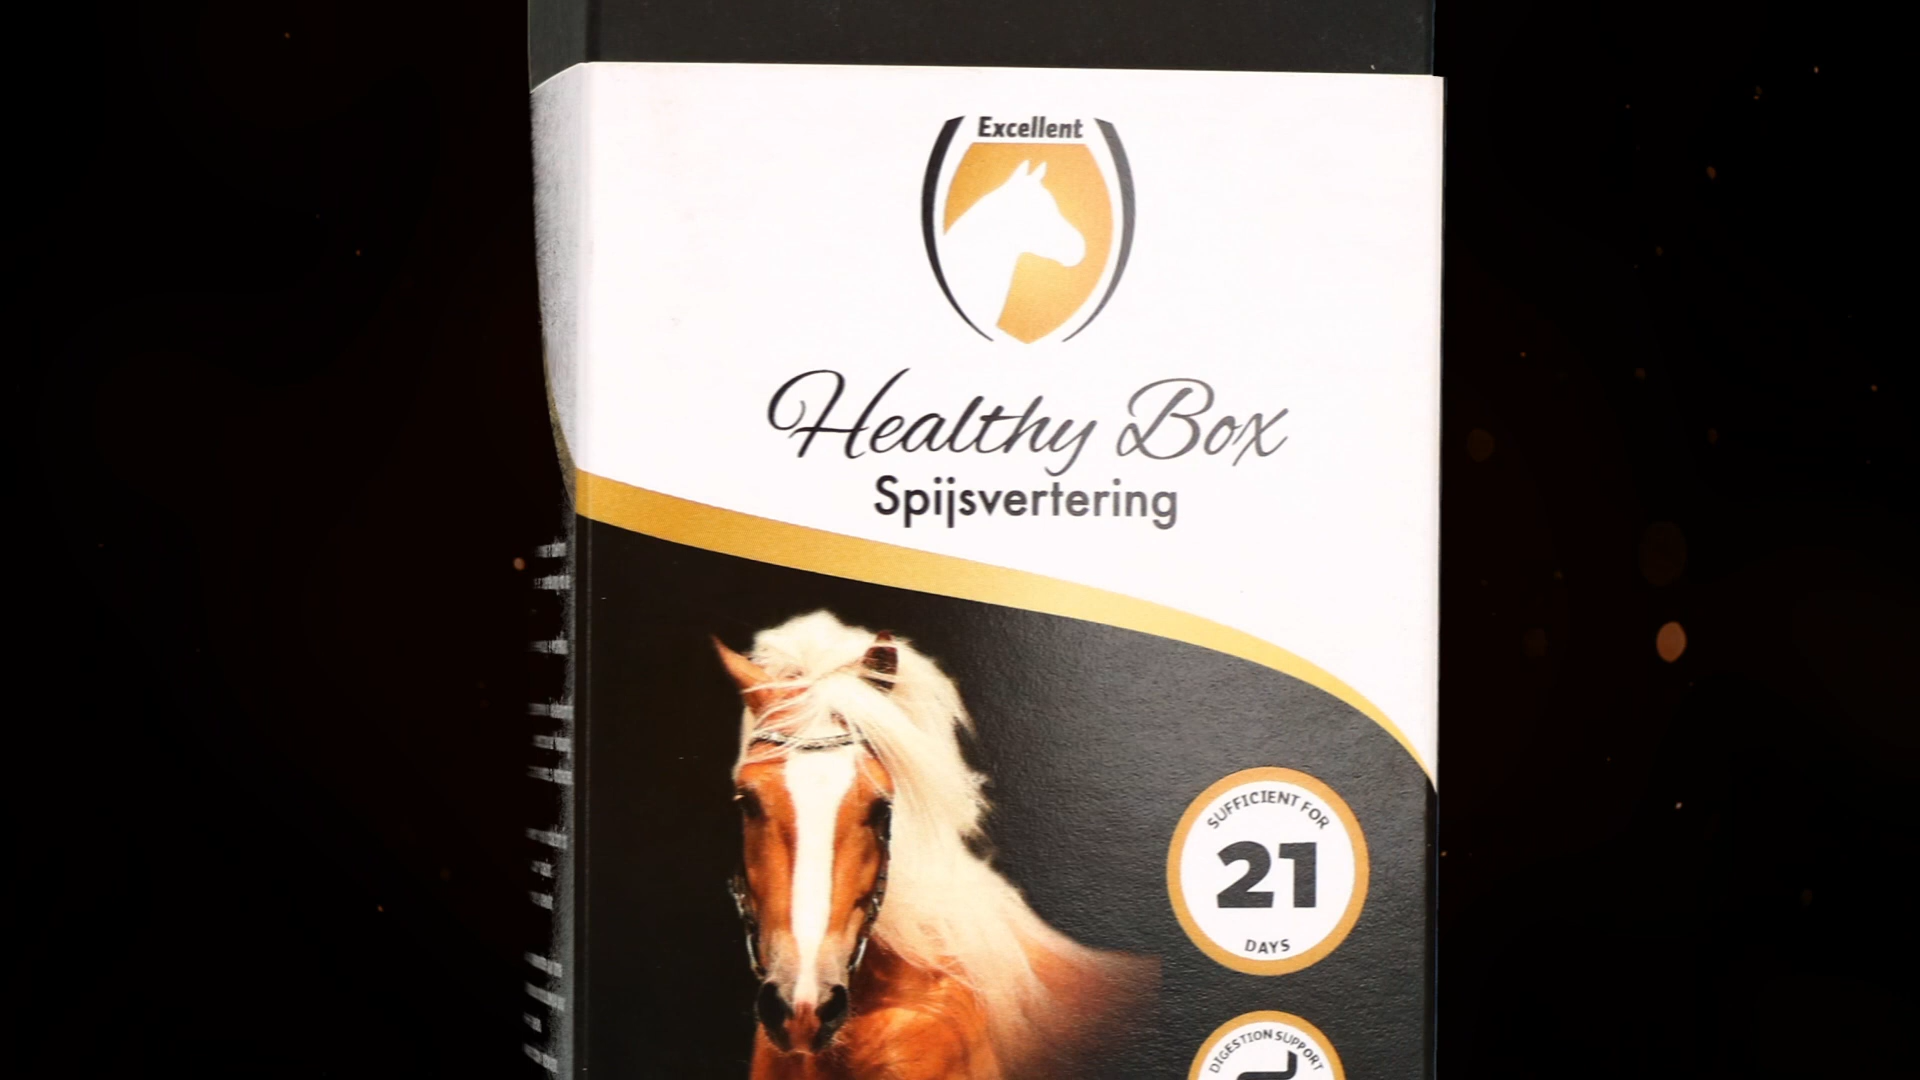 Excellent
Healthy Box
Spijsvertering
SUFFICIENT FOR
21
DAYS
DIGESTION SUPPORT